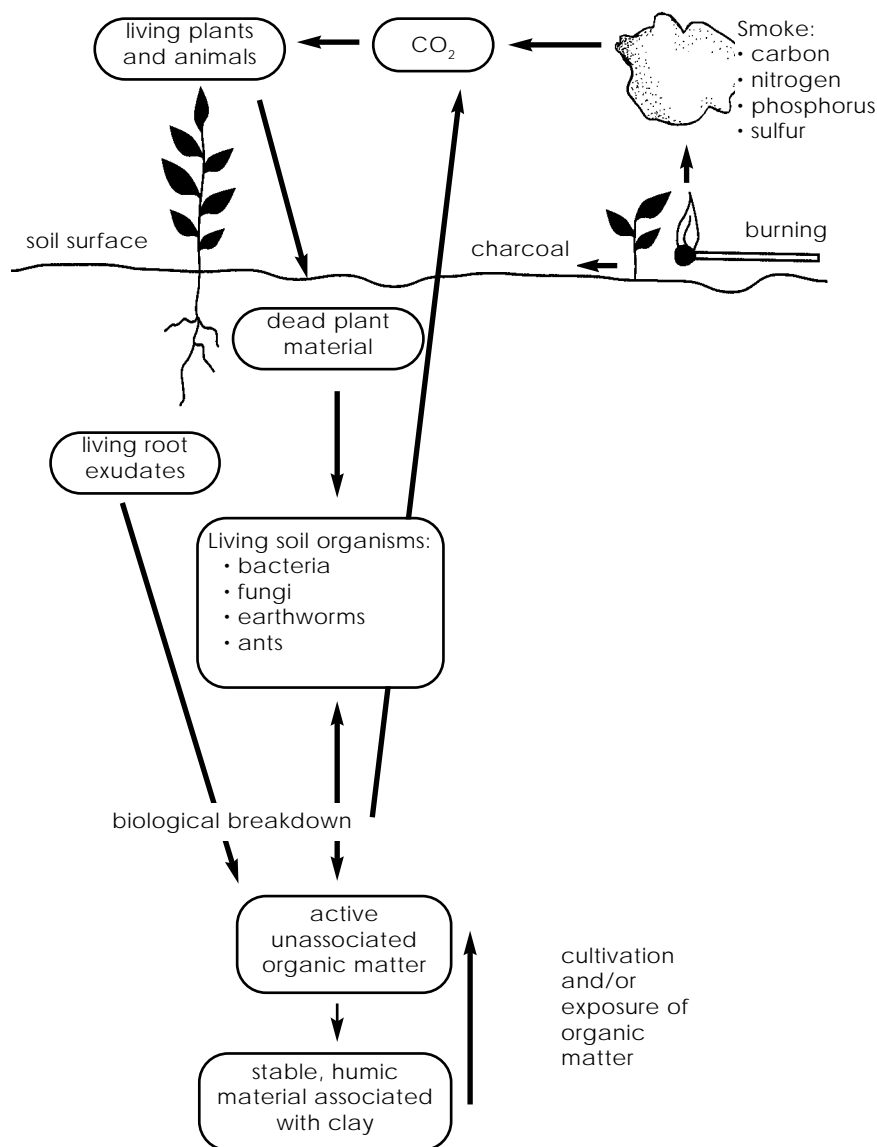 living plants
and animals
CO₂
Smoke:
· carbon
· nitrogen
· phosphorus
· sulfur
soil surface
charcoal
burning
dead plant
material
living root
exudates
Living soil organisms:
· bacteria
· fungi
· earthworms
· ants
biological breakdown
active
unassociated
organic matter
cultivation
and/or
exposure of
organic
matter
stable, humic
material associated
with clay